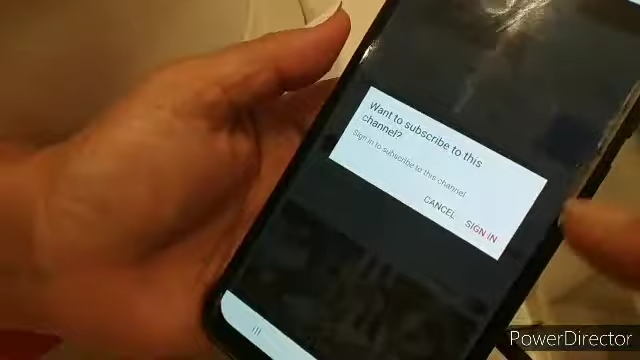 Want to subscribe to this
channel?
Sign in to subscribe to this channel
CANCEL SIGN IN
PowerDirector